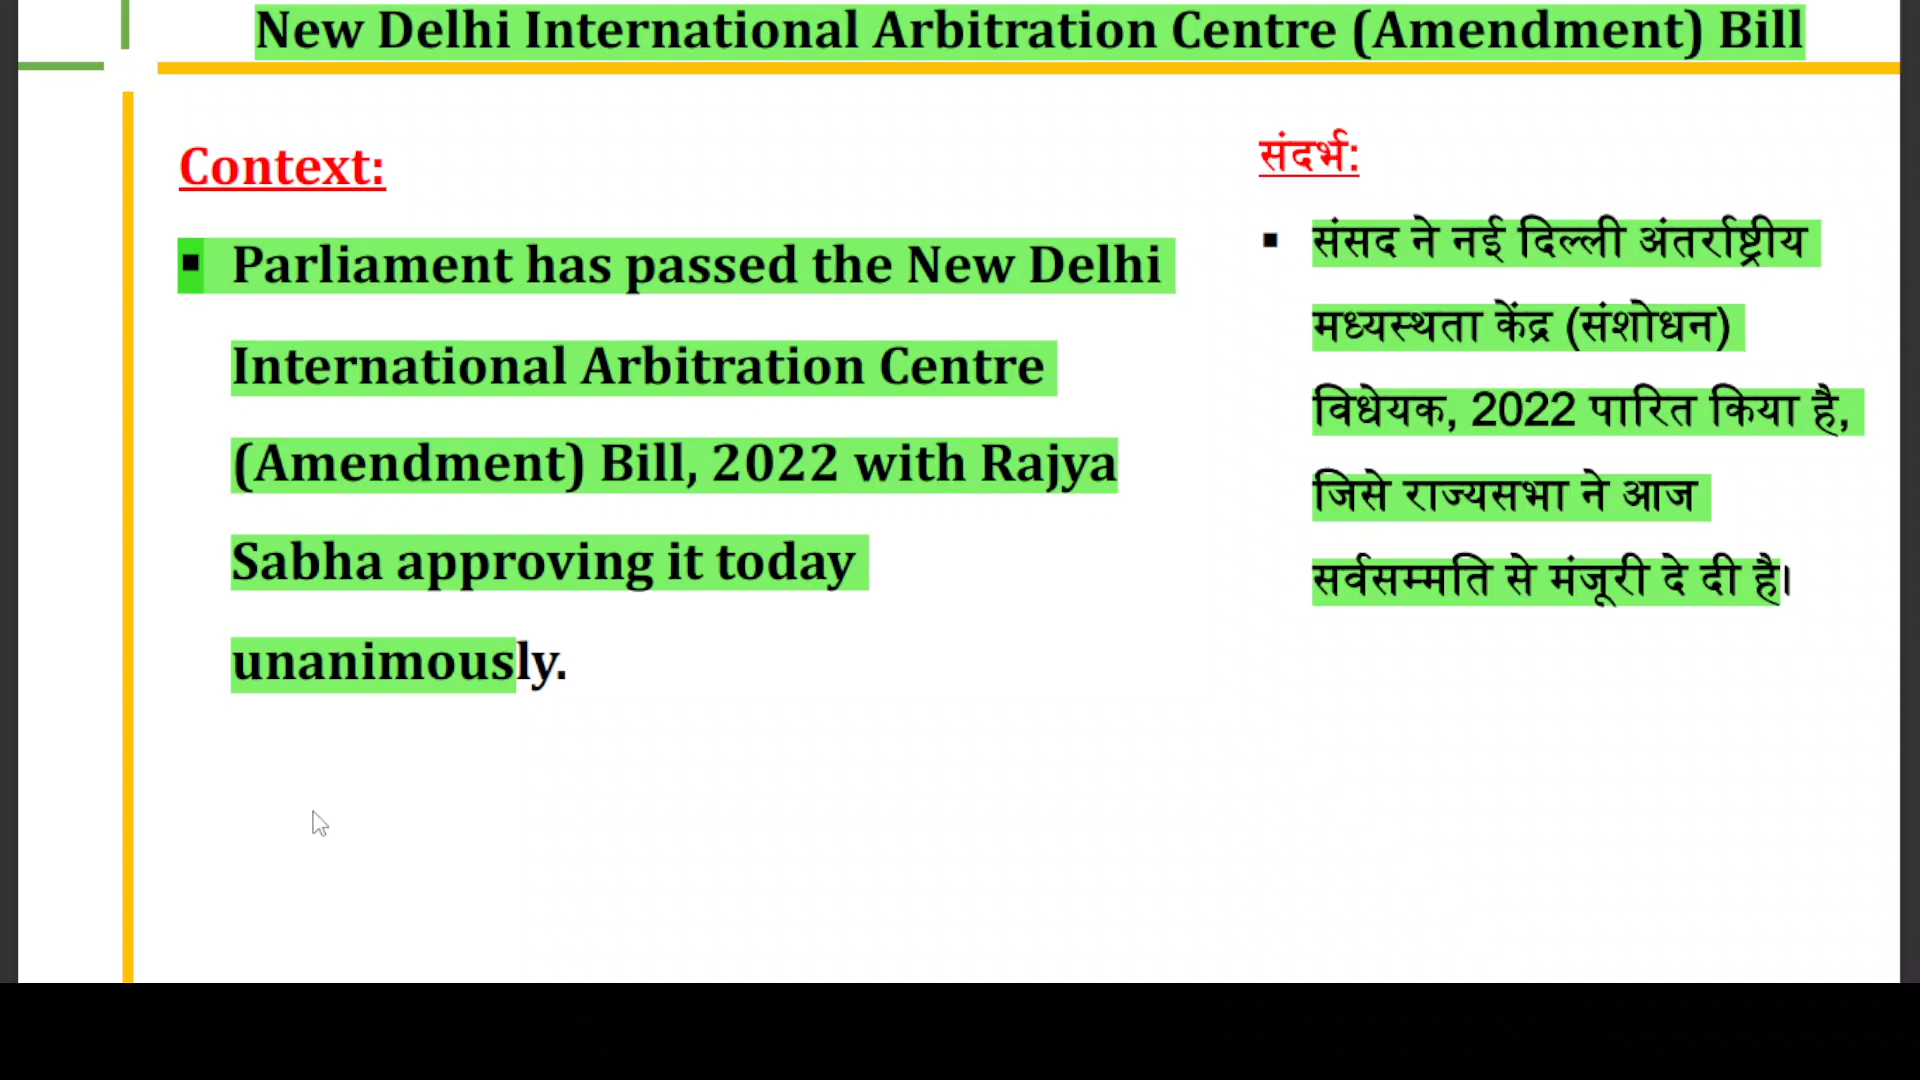 New Delhi International Arbitration Centre (Amendment) Bill
Context:
▪ Parliament has passed the New Delhi
International Arbitration Centre
(Amendment) Bill, 2022 with Rajya
Sabha approving it today
unanimously.
संदर्भ:
▪ संसद ने नई दिल्ली अंतर्राष्ट्रीय
मध्यस्थता केंद्र (संशोधन)
विधेयक, 2022 पारित किया है,
जिसे राज्यसभा ने आज
सर्वसम्मति से मंजूरी दे दी है।